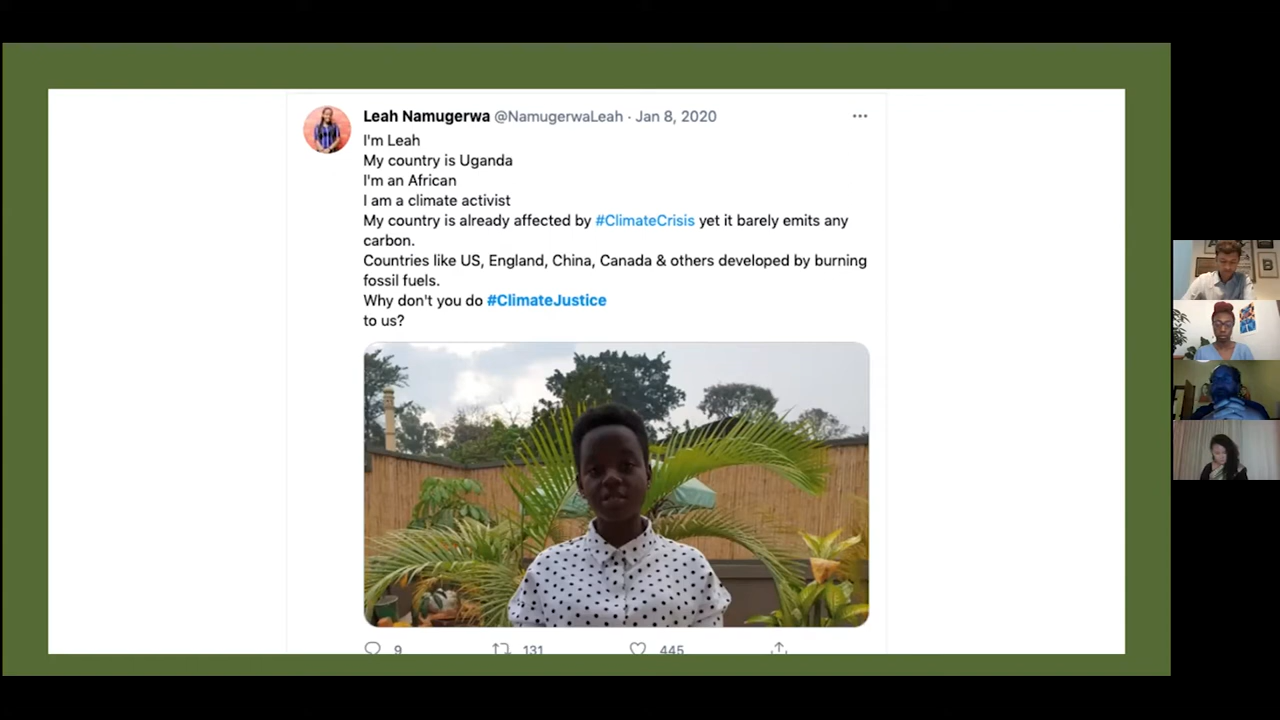 Leah Namugerwa @NamugerwaLeah · Jan 8, 2020
I'm Leah
My country is Uganda
I'm an African
I am a climate activist
My country is already affected by #ClimateCrisis yet it barely emits any
carbon.
Countries like US, England, China, Canada & others developed by burning
fossil fuels.
Why don't you do #ClimateJustice
to us?
9 131 445